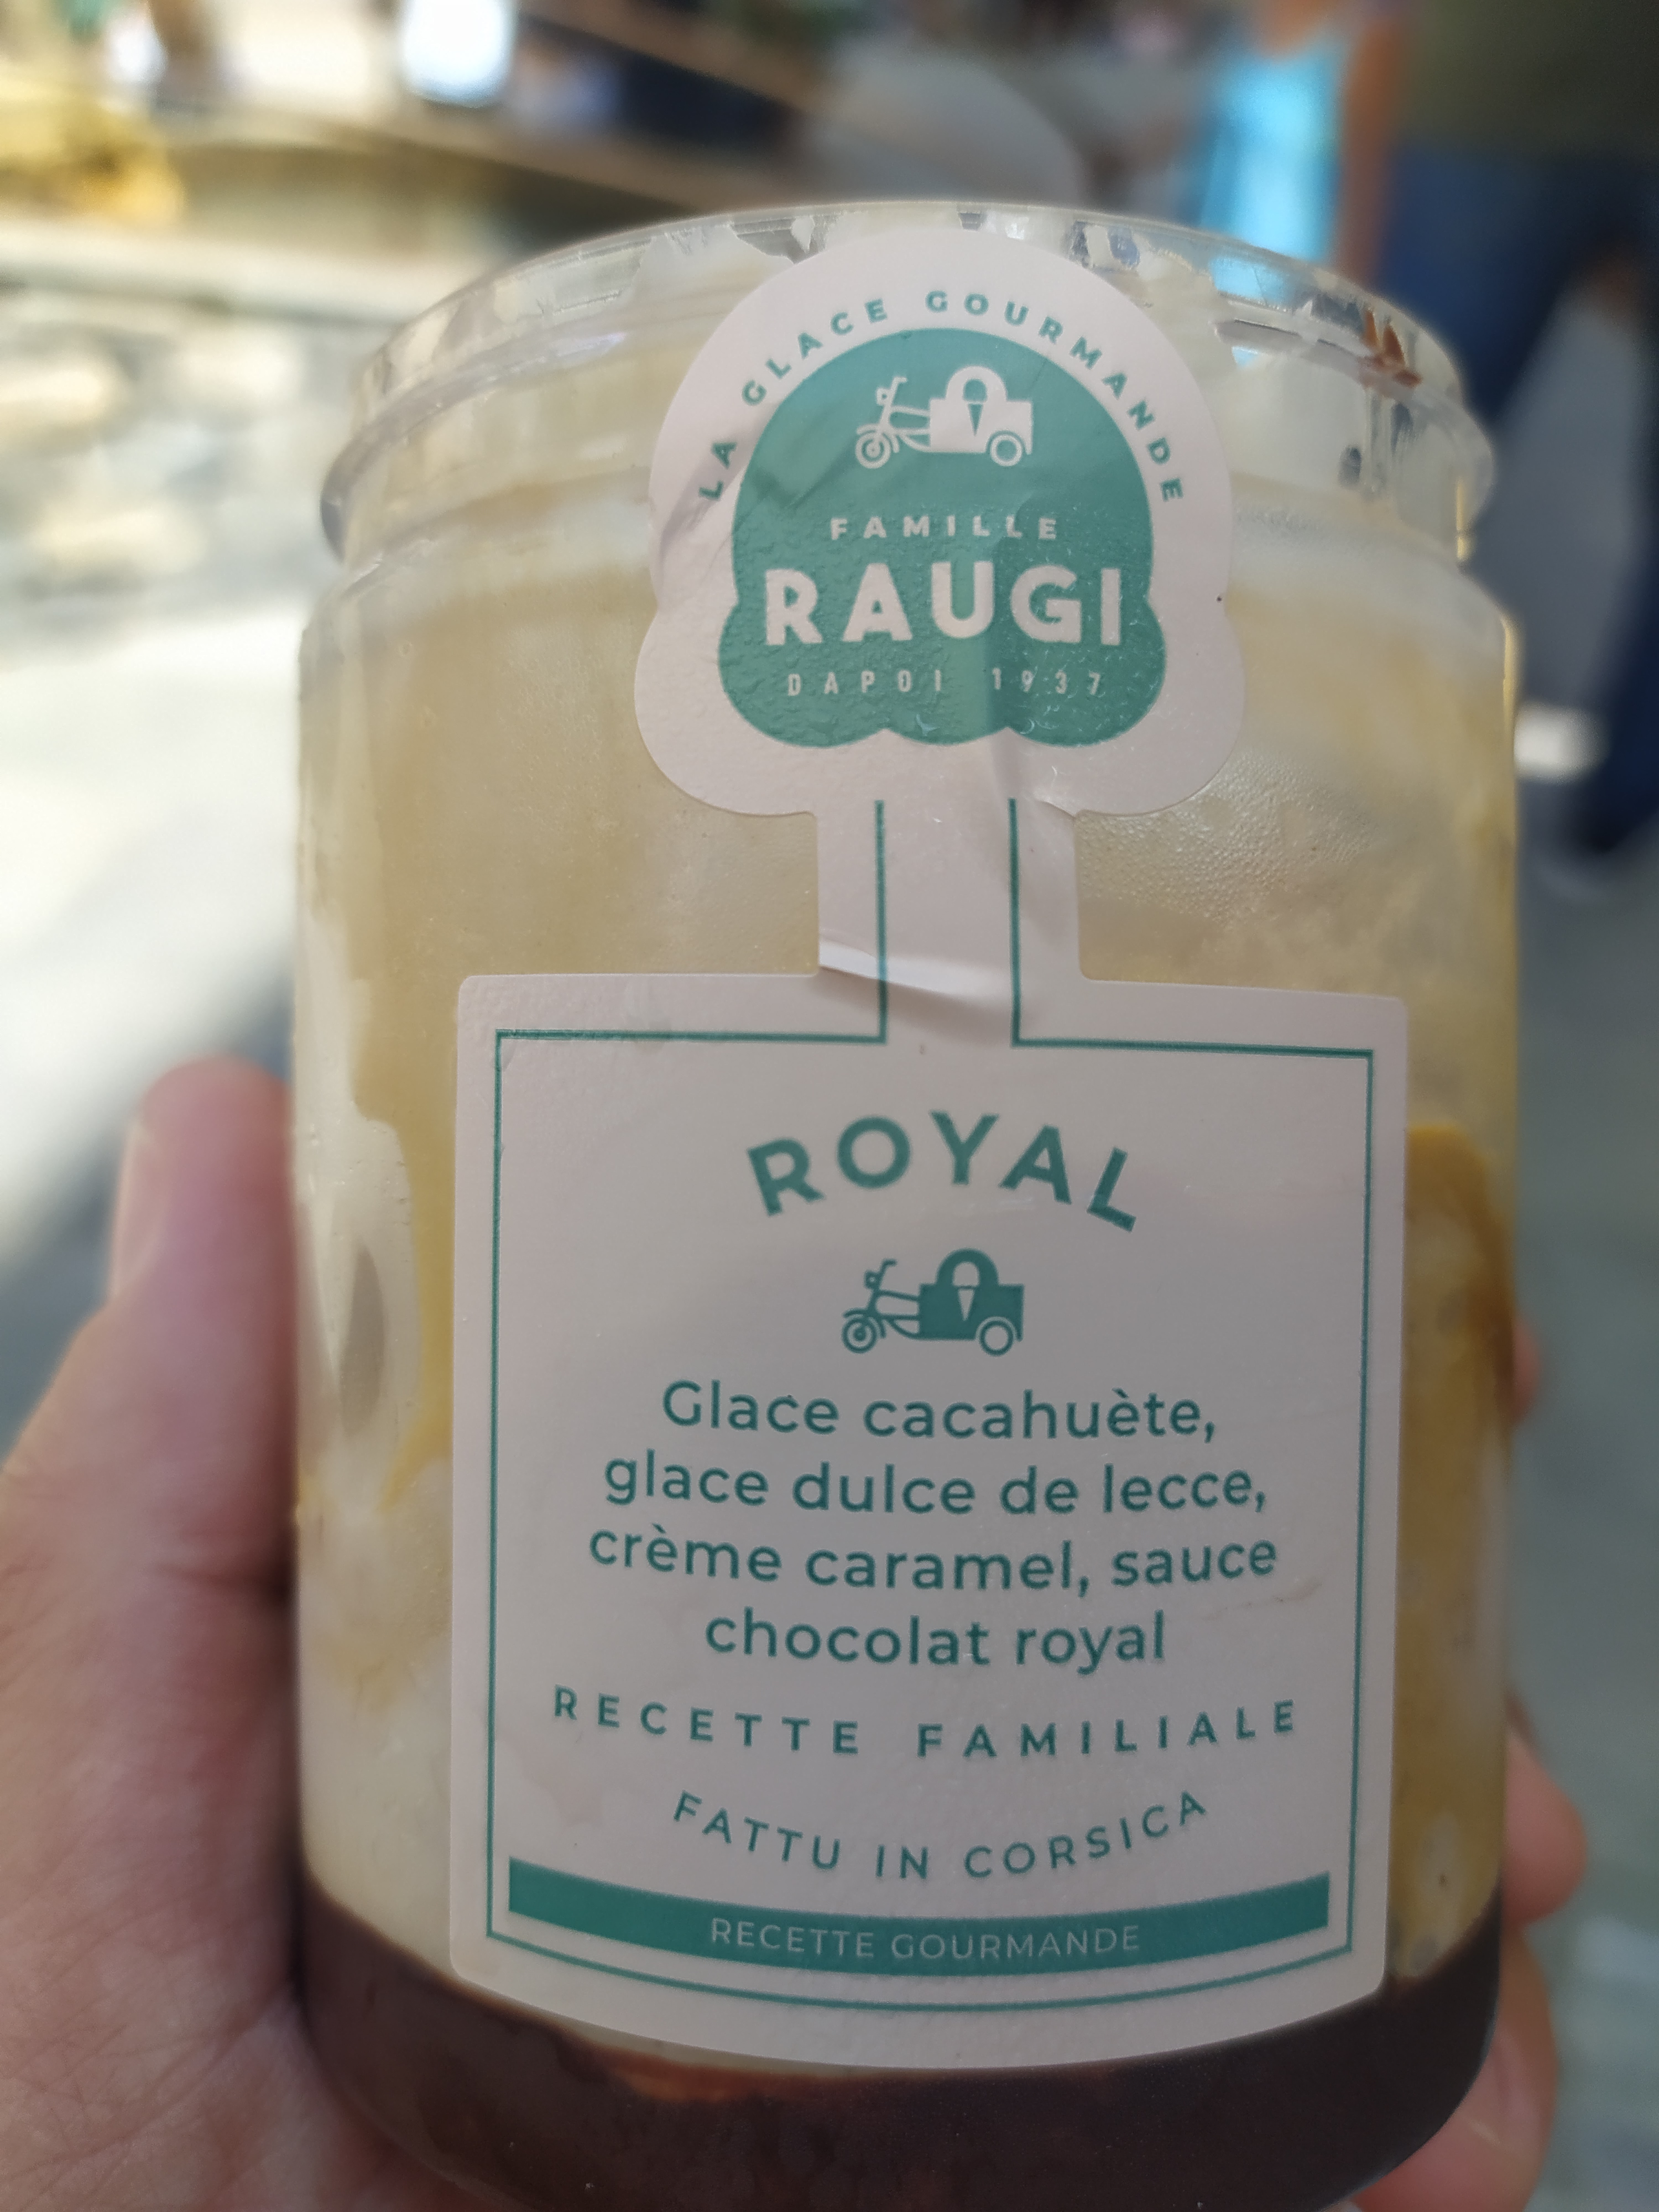 LA GLACE GOURMANDE
FAMILLE
RAUGI
DAPOI 1937
ROYAL
Glace cacahuète,
glace dulce de lecce,
crème caramel, sauce
chocolat royal
RECETTE FAMILIALE
FATTU IN CORSICA
RECETTE GOURMANDE